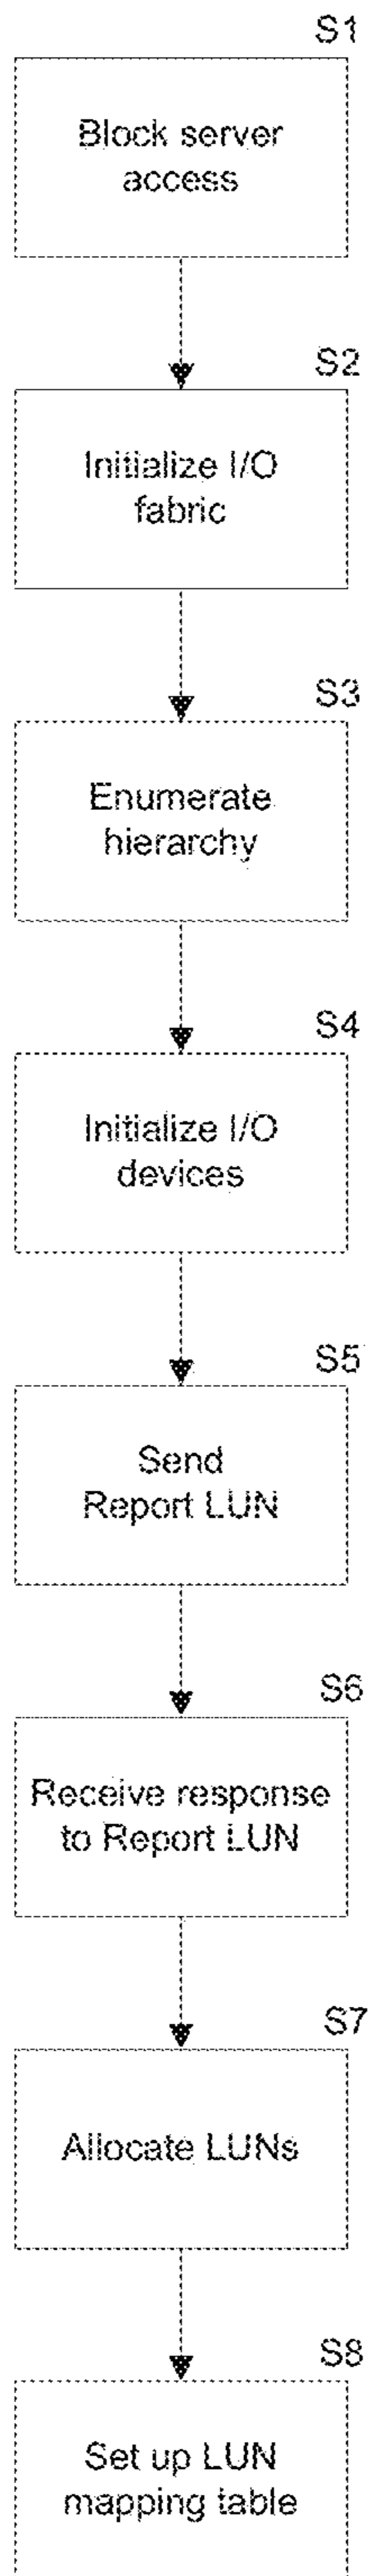 S1
Block server
access
S2
Initialize I/O
fabric
S3
Enumerate
hierarchy
S4
Initialize I/O
devices
S5
Send
Report LUN
S6
Receive response
to Report LUN
S7
Allocate LUNs
S8
Set up LUN
mapping table